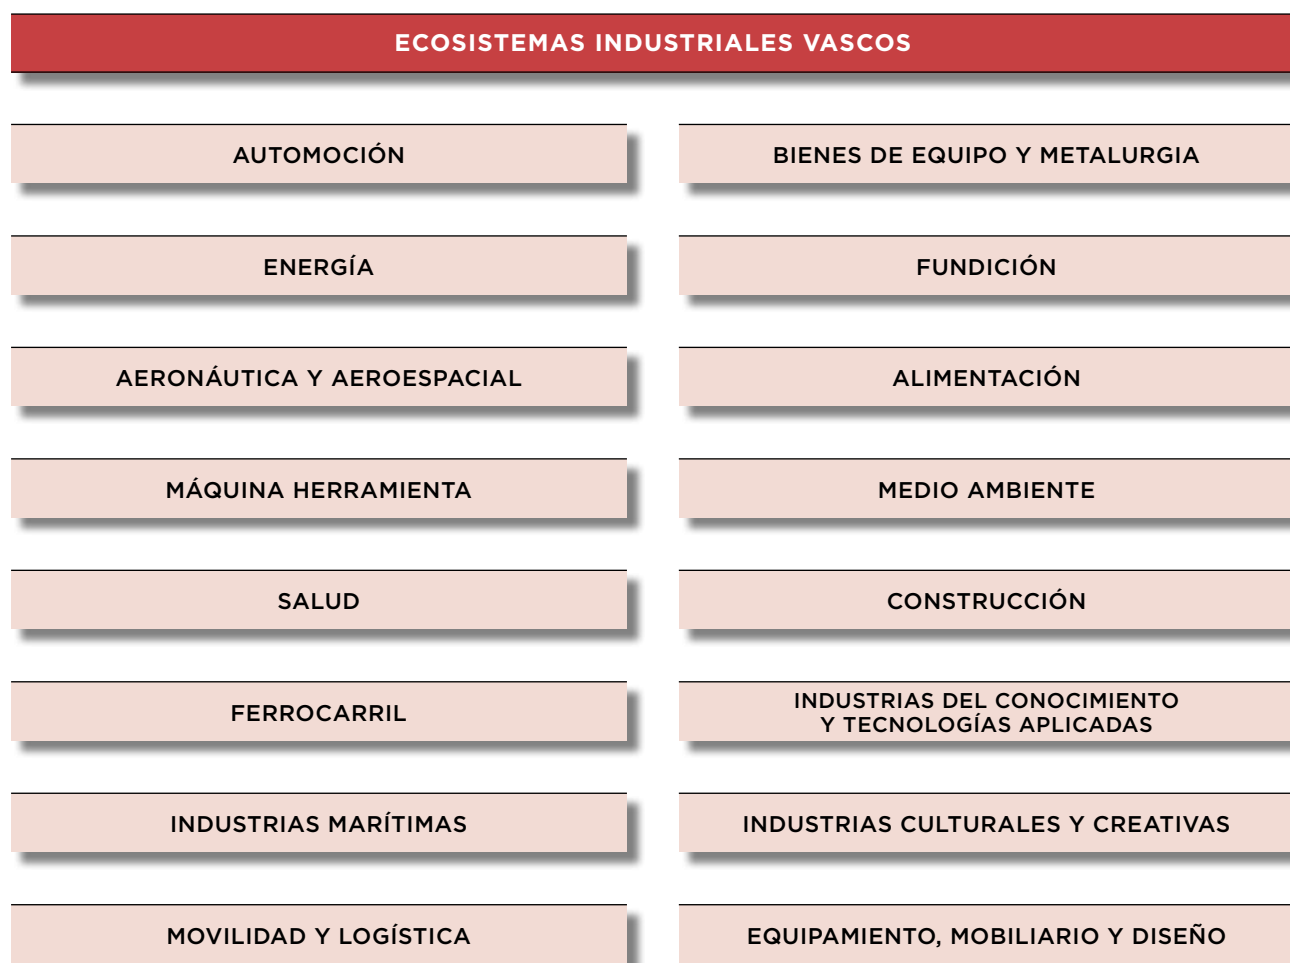 ECOSISTEMAS INDUSTRIALES VASCOS
AUTOMOCIÓN
BIENES DE EQUIPO Y METALURGIA
ENERGÍA
FUNDICIÓN
AERONÁUTICA Y AEROESPACIAL
ALIMENTACIÓN
MÁQUINA HERRAMIENTA
MEDIO AMBIENTE
SALUD
CONSTRUCCIÓN
FERROCARRIL
INDUSTRIAS DEL CONOCIMIENTO
Y TECNOLOGÍAS APLICADAS
INDUSTRIAS MARÍTIMAS
INDUSTRIAS CULTURALES Y CREATIVAS
MOVILIDAD Y LOGÍSTICA
EQUIPAMIENTO, MOBILIARIO Y DISEÑO